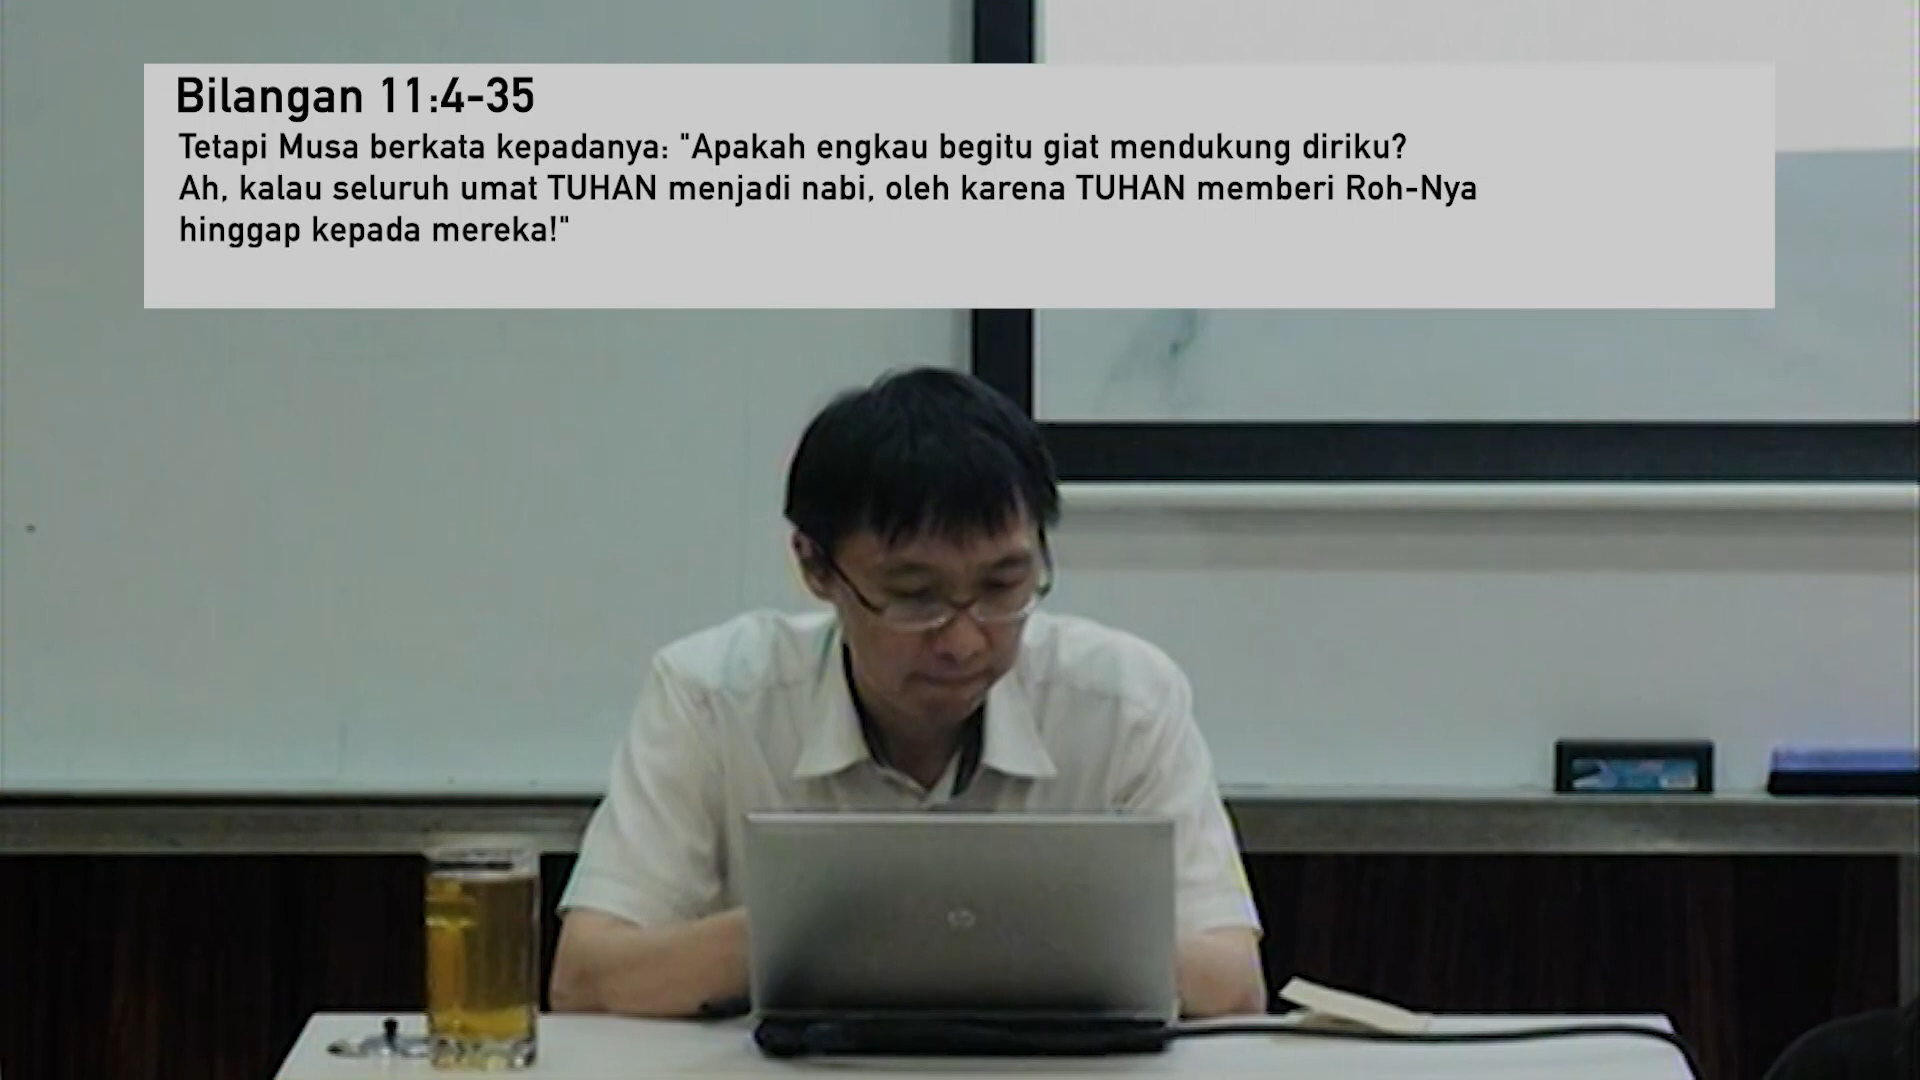 Bilangan 11:4-35
Tetapi Musa berkata kepadanya: "Apakah engkau begitu giat mendukung diriku?
Ah, kalau seluruh umat TUHAN menjadi nabi, oleh karena TUHAN memberi Roh-Nya
hinggap kepada mereka!"
hp